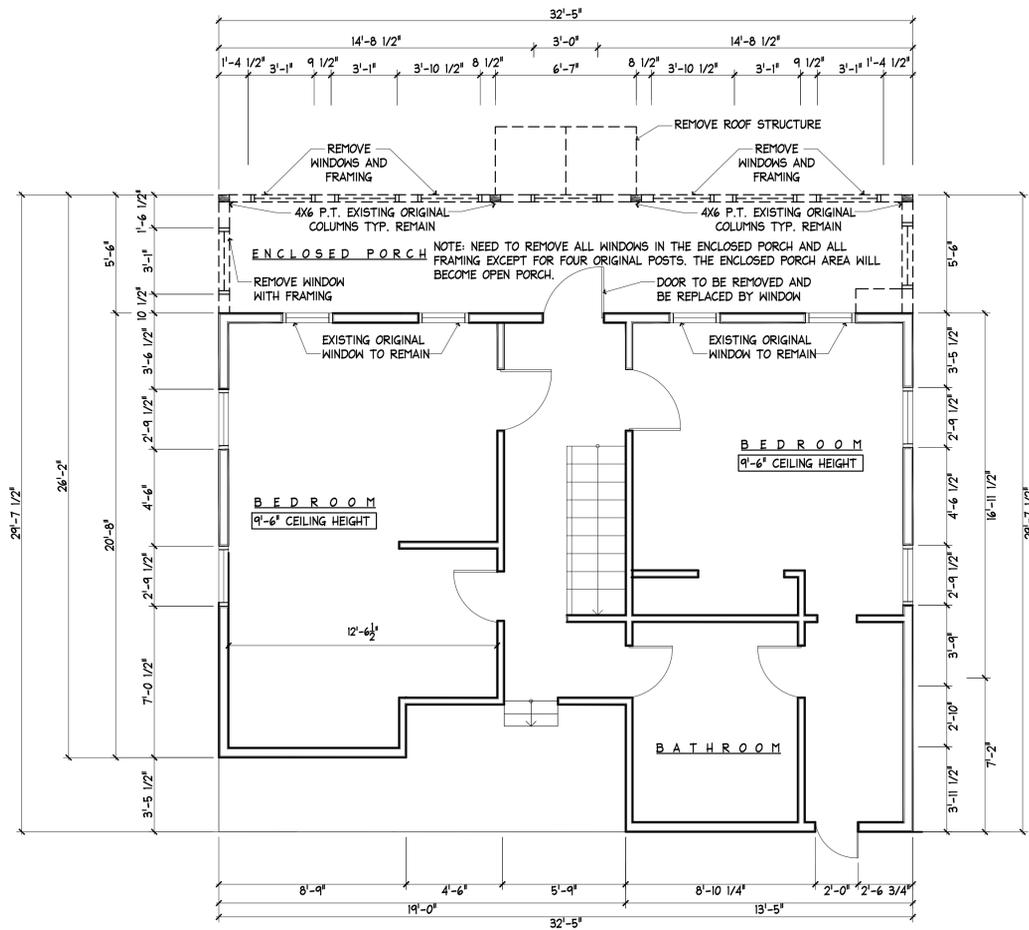 32'-5"
14'-8 1/2" 3'-0" 14'-8 1/2"
1'-4 1/2" 3'-1" 9 1/2" 3'-1" 3'-10 1/2" 8 1/2" 6'-7" 8 1/2" 3'-10 1/2" 3'-1" 9 1/2" 3'-1" 1'-4 1/2"
REMOVE ROOF STRUCTURE
REMOVE
WINDOWS AND
FRAMING
REMOVE
WINDOWS AND
FRAMING
4X6 P.T. EXISTING ORIGINAL
COLUMNS TYP. REMAIN
4X6 P.T. EXISTING ORIGINAL
COLUMNS TYP. REMAIN
ENCLOSED PORCH
NOTE: NEED TO REMOVE ALL WINDOWS IN THE ENCLOSED PORCH AND ALL
FRAMING EXCEPT FOR FOUR ORIGINAL POSTS. THE ENCLOSED PORCH AREA WILL
BECOME OPEN PORCH.
REMOVE WINDOW
WITH FRAMING
DOOR TO BE REMOVED AND
BE REPLACED BY WINDOW
EXISTING ORIGINAL
WINDOW TO REMAIN
EXISTING ORIGINAL
WINDOW TO REMAIN
BEDROOM
9'-6" CEILING HEIGHT
BEDROOM
9'-6" CEILING HEIGHT
12'-6½"
BATHROOM
29'-7 1/2"
26'-2"
5'-6"
20'-8"
1'-6 1/2"
3'-1"
10 1/2"
3'-6 1/2"
2'-9 1/2"
4'-6"
2'-9 1/2"
7'-0 1/2"
3'-5 1/2"
5'-6"
3'-5 1/2"
2'-9 1/2"
4'-6 1/2"
2'-9 1/2"
3'-9"
2'-10"
3'-11 1/2"
16'-11 1/2"
7'-2"
29'-7 1/2"
8'-9" 4'-6" 5'-9" 8'-10 1/4" 2'-0" 2'-6 3/4"
19'-0" 13'-5"
32'-5"